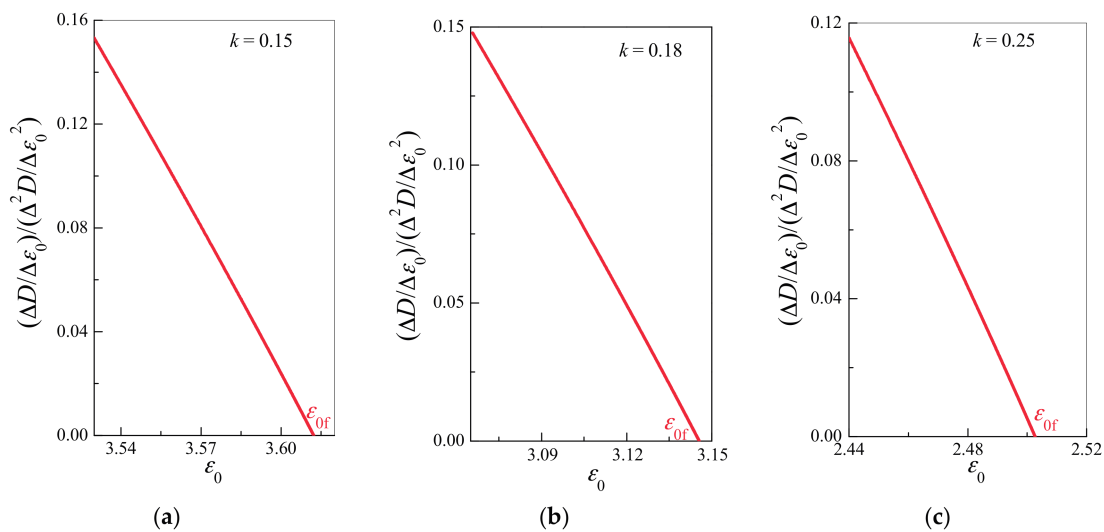 k = 0.15
(ΔD/Δε₀)/(Δ²D/Δε₀²)
0.16
0.12
0.08
0.04
0.00
ε0f
3.54 3.57 3.60
ε₀
(a)
k = 0.18
(ΔD/Δε₀)/(Δ²D/Δε₀²)
0.15
0.10
0.05
0.00
ε0f
3.09 3.12 3.15
ε₀
(b)
k = 0.25
(ΔD/Δε₀)/(Δ²D/Δε₀²)
0.12
0.08
0.04
0.00
ε0f
2.44 2.48 2.52
ε₀
(c)